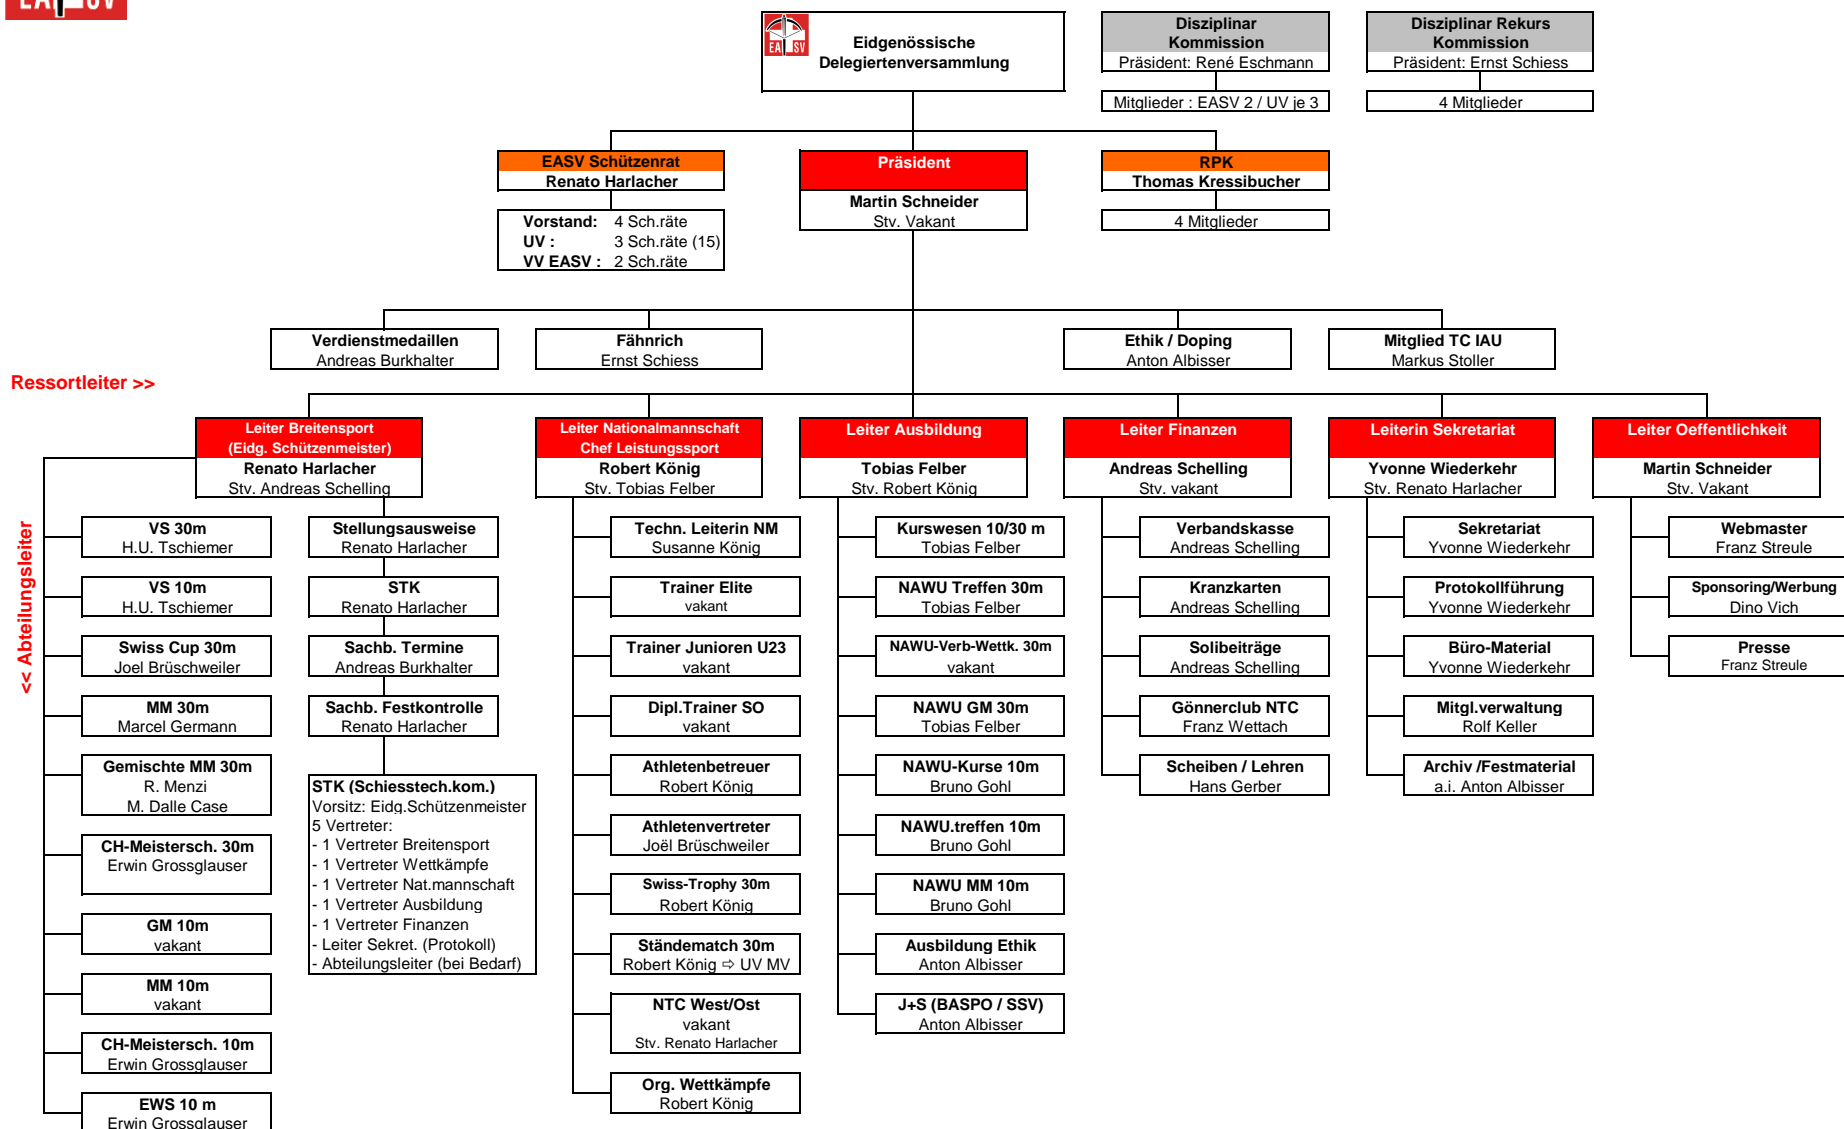 EA SV
EA SV
Eidgenössische
Delegiertenversammlung
Disziplinar
Kommission
Präsident: René Eschmann
Mitglieder : EASV 2 / UV je 3
Disziplinar Rekurs
Kommission
Präsident: Ernst Schiess
4 Mitglieder
EASV Schützenrat
Renato Harlacher
Vorstand: 4 Sch.räte
UV : 3 Sch.räte (15)
VV EASV : 2 Sch.räte
Präsident
Martin Schneider
Stv. Vakant
RPK
Thomas Kressibucher
4 Mitglieder
Verdienstmedaillen
Andreas Burkhalter
Fähnrich
Ernst Schiess
Ethik / Doping
Anton Albisser
Mitglied TC IAU
Markus Stoller
Ressortleiter >>
<< Abteilungsleiter
Leiter Breitensport
(Eidg. Schützenmeister)
Renato Harlacher
Stv. Andreas Schelling
VS 30m
H.U. Tschiemer
VS 10m
H.U. Tschiemer
Swiss Cup 30m
Joel Brüschweiler
MM 30m
Marcel Germann
Gemischte MM 30m
R. Menzi
M. Dalle Case
CH-Meistersch. 30m
Erwin Grossglauser
GM 10m
vakant
MM 10m
vakant
CH-Meistersch. 10m
Erwin Grossglauser
EWS 10 m
Erwin Grossglauser
Stellungsausweise
Renato Harlacher
STK
Renato Harlacher
Sachb. Termine
Andreas Burkhalter
Sachb. Festkontrolle
Renato Harlacher
STK (Schiesstech.kom.)
Vorsitz: Eidg.Schützenmeister
5 Vertreter:
- 1 Vertreter Breitensport
- 1 Vertreter Wettkämpfe
- 1 Vertreter Nat.mannschaft
- 1 Vertreter Ausbildung
- 1 Vertreter Finanzen
- Leiter Sekret. (Protokoll)
- Abteilungsleiter (bei Bedarf)
Leiter Nationalmannschaft
Chef Leistungssport
Robert König
Stv. Tobias Felber
Techn. Leiterin NM
Susanne König
Trainer Elite
vakant
Trainer Junioren U23
vakant
Dipl.Trainer SO
vakant
Athletenbetreuer
Robert König
Athletenvertreter
Joël Brüschweiler
Swiss-Trophy 30m
Robert König
Ständematch 30m
Robert König ⇨ UV MV
NTC West/Ost
vakant
Stv. Renato Harlacher
Org. Wettkämpfe
Robert König
Leiter Ausbildung
Tobias Felber
Stv. Robert König
Kurswesen 10/30 m
Tobias Felber
NAWU Treffen 30m
Tobias Felber
NAWU-Verb-Wettk. 30m
vakant
NAWU GM 30m
Tobias Felber
NAWU-Kurse 10m
Bruno Gohl
NAWU.treffen 10m
Bruno Gohl
NAWU MM 10m
Bruno Gohl
Ausbildung Ethik
Anton Albisser
J+S (BASPO / SSV)
Anton Albisser
Leiter Finanzen
Andreas Schelling
Stv. vakant
Verbandskasse
Andreas Schelling
Kranzkarten
Andreas Schelling
Solibeiträge
Andreas Schelling
Gönnerclub NTC
Franz Wettach
Scheiben / Lehren
Hans Gerber
Leiterin Sekretariat
Yvonne Wiederkehr
Stv. Renato Harlacher
Sekretariat
Yvonne Wiederkehr
Protokollführung
Yvonne Wiederkehr
Büro-Material
Yvonne Wiederkehr
Mitgl.verwaltung
Rolf Keller
Archiv /Festmaterial
a.i. Anton Albisser
Leiter Oeffentlichkeit
Martin Schneider
Stv. Vakant
Webmaster
Franz Streule
Sponsoring/Werbung
Dino Vich
Presse
Franz Streule